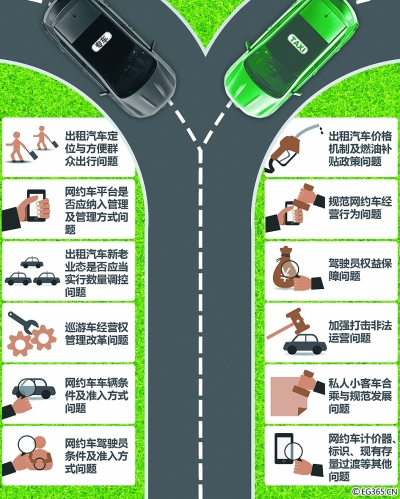 专车
TAXI
出租汽车定
位与方便群
众出行问题
网约车平台是
否应纳入管理
及管理方式问
题
出租汽车新老
业态是否应当
实行数量调控
问题
巡游车经营权
管理改革问题
网约车车辆条
件及准入方式
问题
网约车驾驶员
条件及准入方
式问题
出租汽车价格
机制及燃油补
贴政策问题
规范网约车经
营行为问题
驾驶员权益保
障问题
加强打击非法
运营问题
私人小客车合
乘与规范发展
问题
网约车计价器、
标识、现有存
量过渡等其他
问题
©EG365.CN